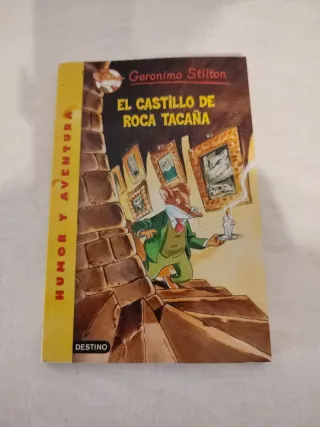 Geronimo Stilton
EL CASTILLO DE
ROCA TACAÑA
HUMOR Y AVENTURA
DESTINO